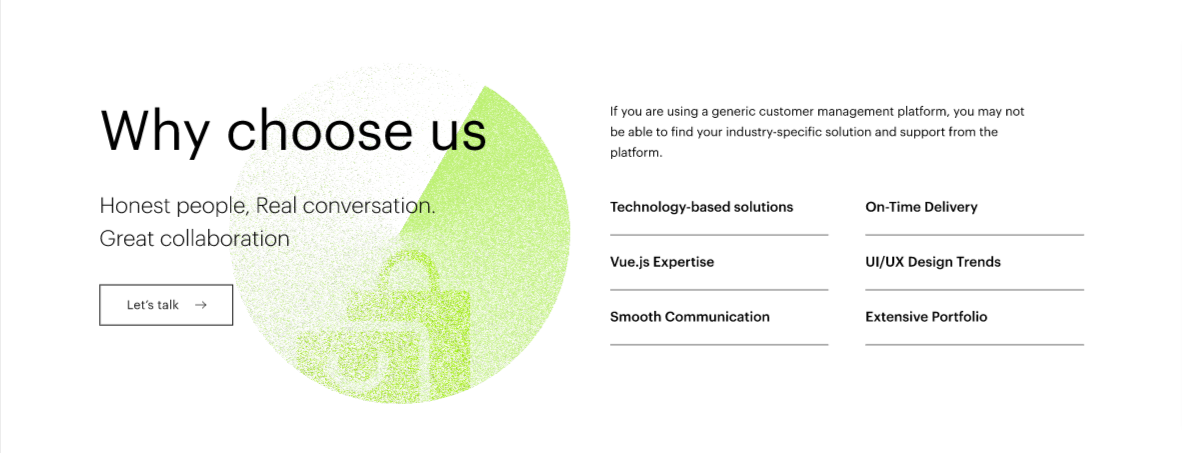 Why choose us
Honest people, Real conversation.
Great collaboration
Let's talk
If you are using a generic customer management platform, you may not
be able to find your industry-specific solution and support from the
platform.
Technology-based solutions
On-Time Delivery
Vue.js Expertise
UI/UX Design Trends
Smooth Communication
Extensive Portfolio